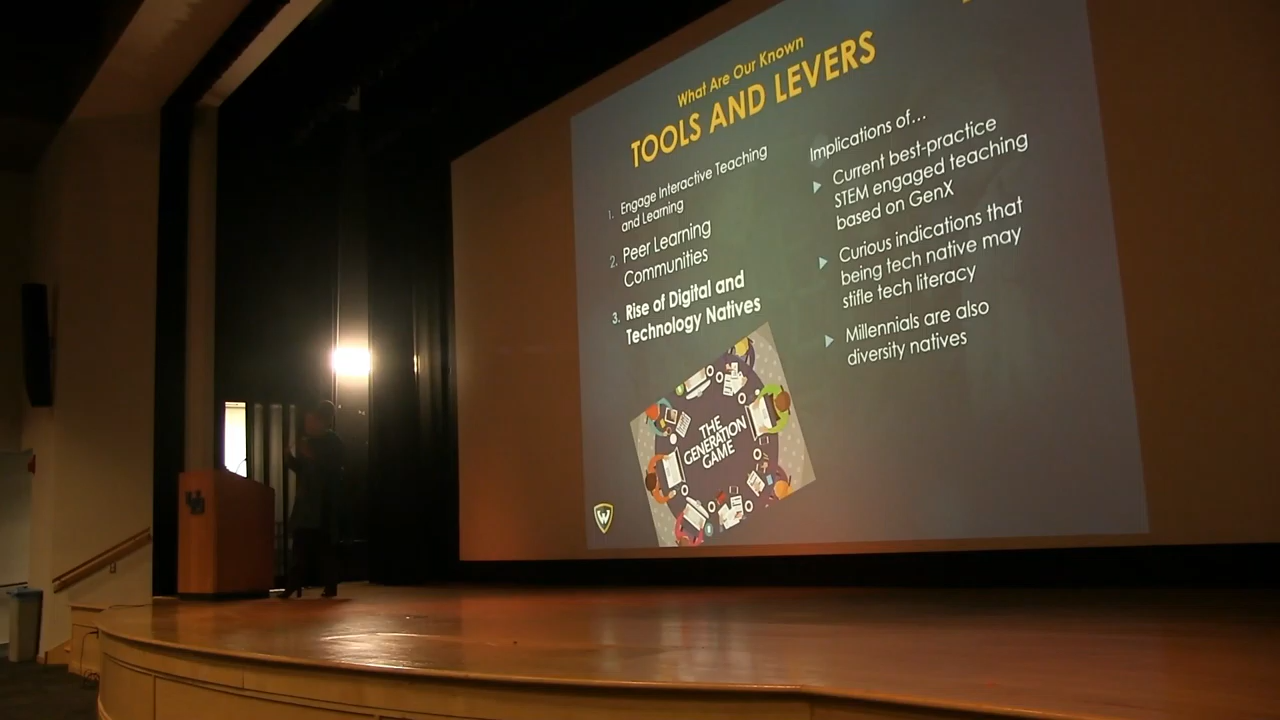 What Are Our Known
TOOLS AND LEVERS
1. Engage Interactive Teaching
and Learning
2. Peer Learning
Communities
3. Rise of Digital and
Technology Natives
THE
GENERATION
GAME
W
Implications of...
Current best-practice
STEM engaged teaching
based on GenX
Curious indications that
being tech native may
stifle tech literacy
Millennials are also
diversity natives